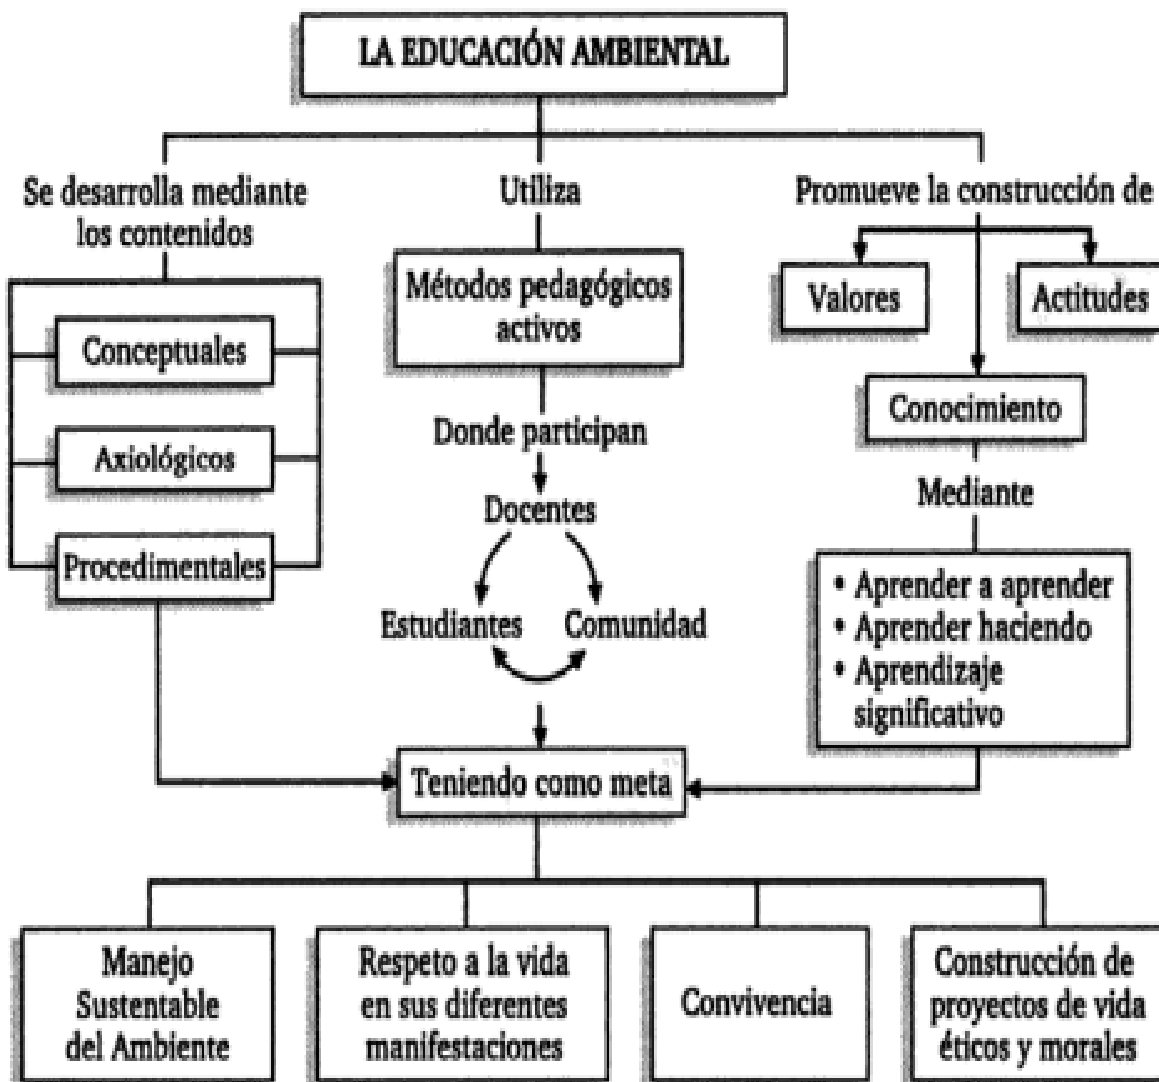 LA EDUCACIÓN AMBIENTAL
Se desarrolla mediante
los contenidos
Conceptuales
Axiológicos
Procedimentales
Utiliza
Métodos pedagógicos
activos
Donde participan
Docentes
Estudiantes
Comunidad
Promueve la construcción de
Valores
Actitudes
Conocimiento
Mediante
• Aprender a aprender
• Aprender haciendo
• Aprendizaje
significativo
Teniendo como meta
Manejo
Sustentable
del Ambiente
Respeto a la vida
en sus diferentes
manifestaciones
Convivencia
Construcción de
proyectos de vida
éticos y morales